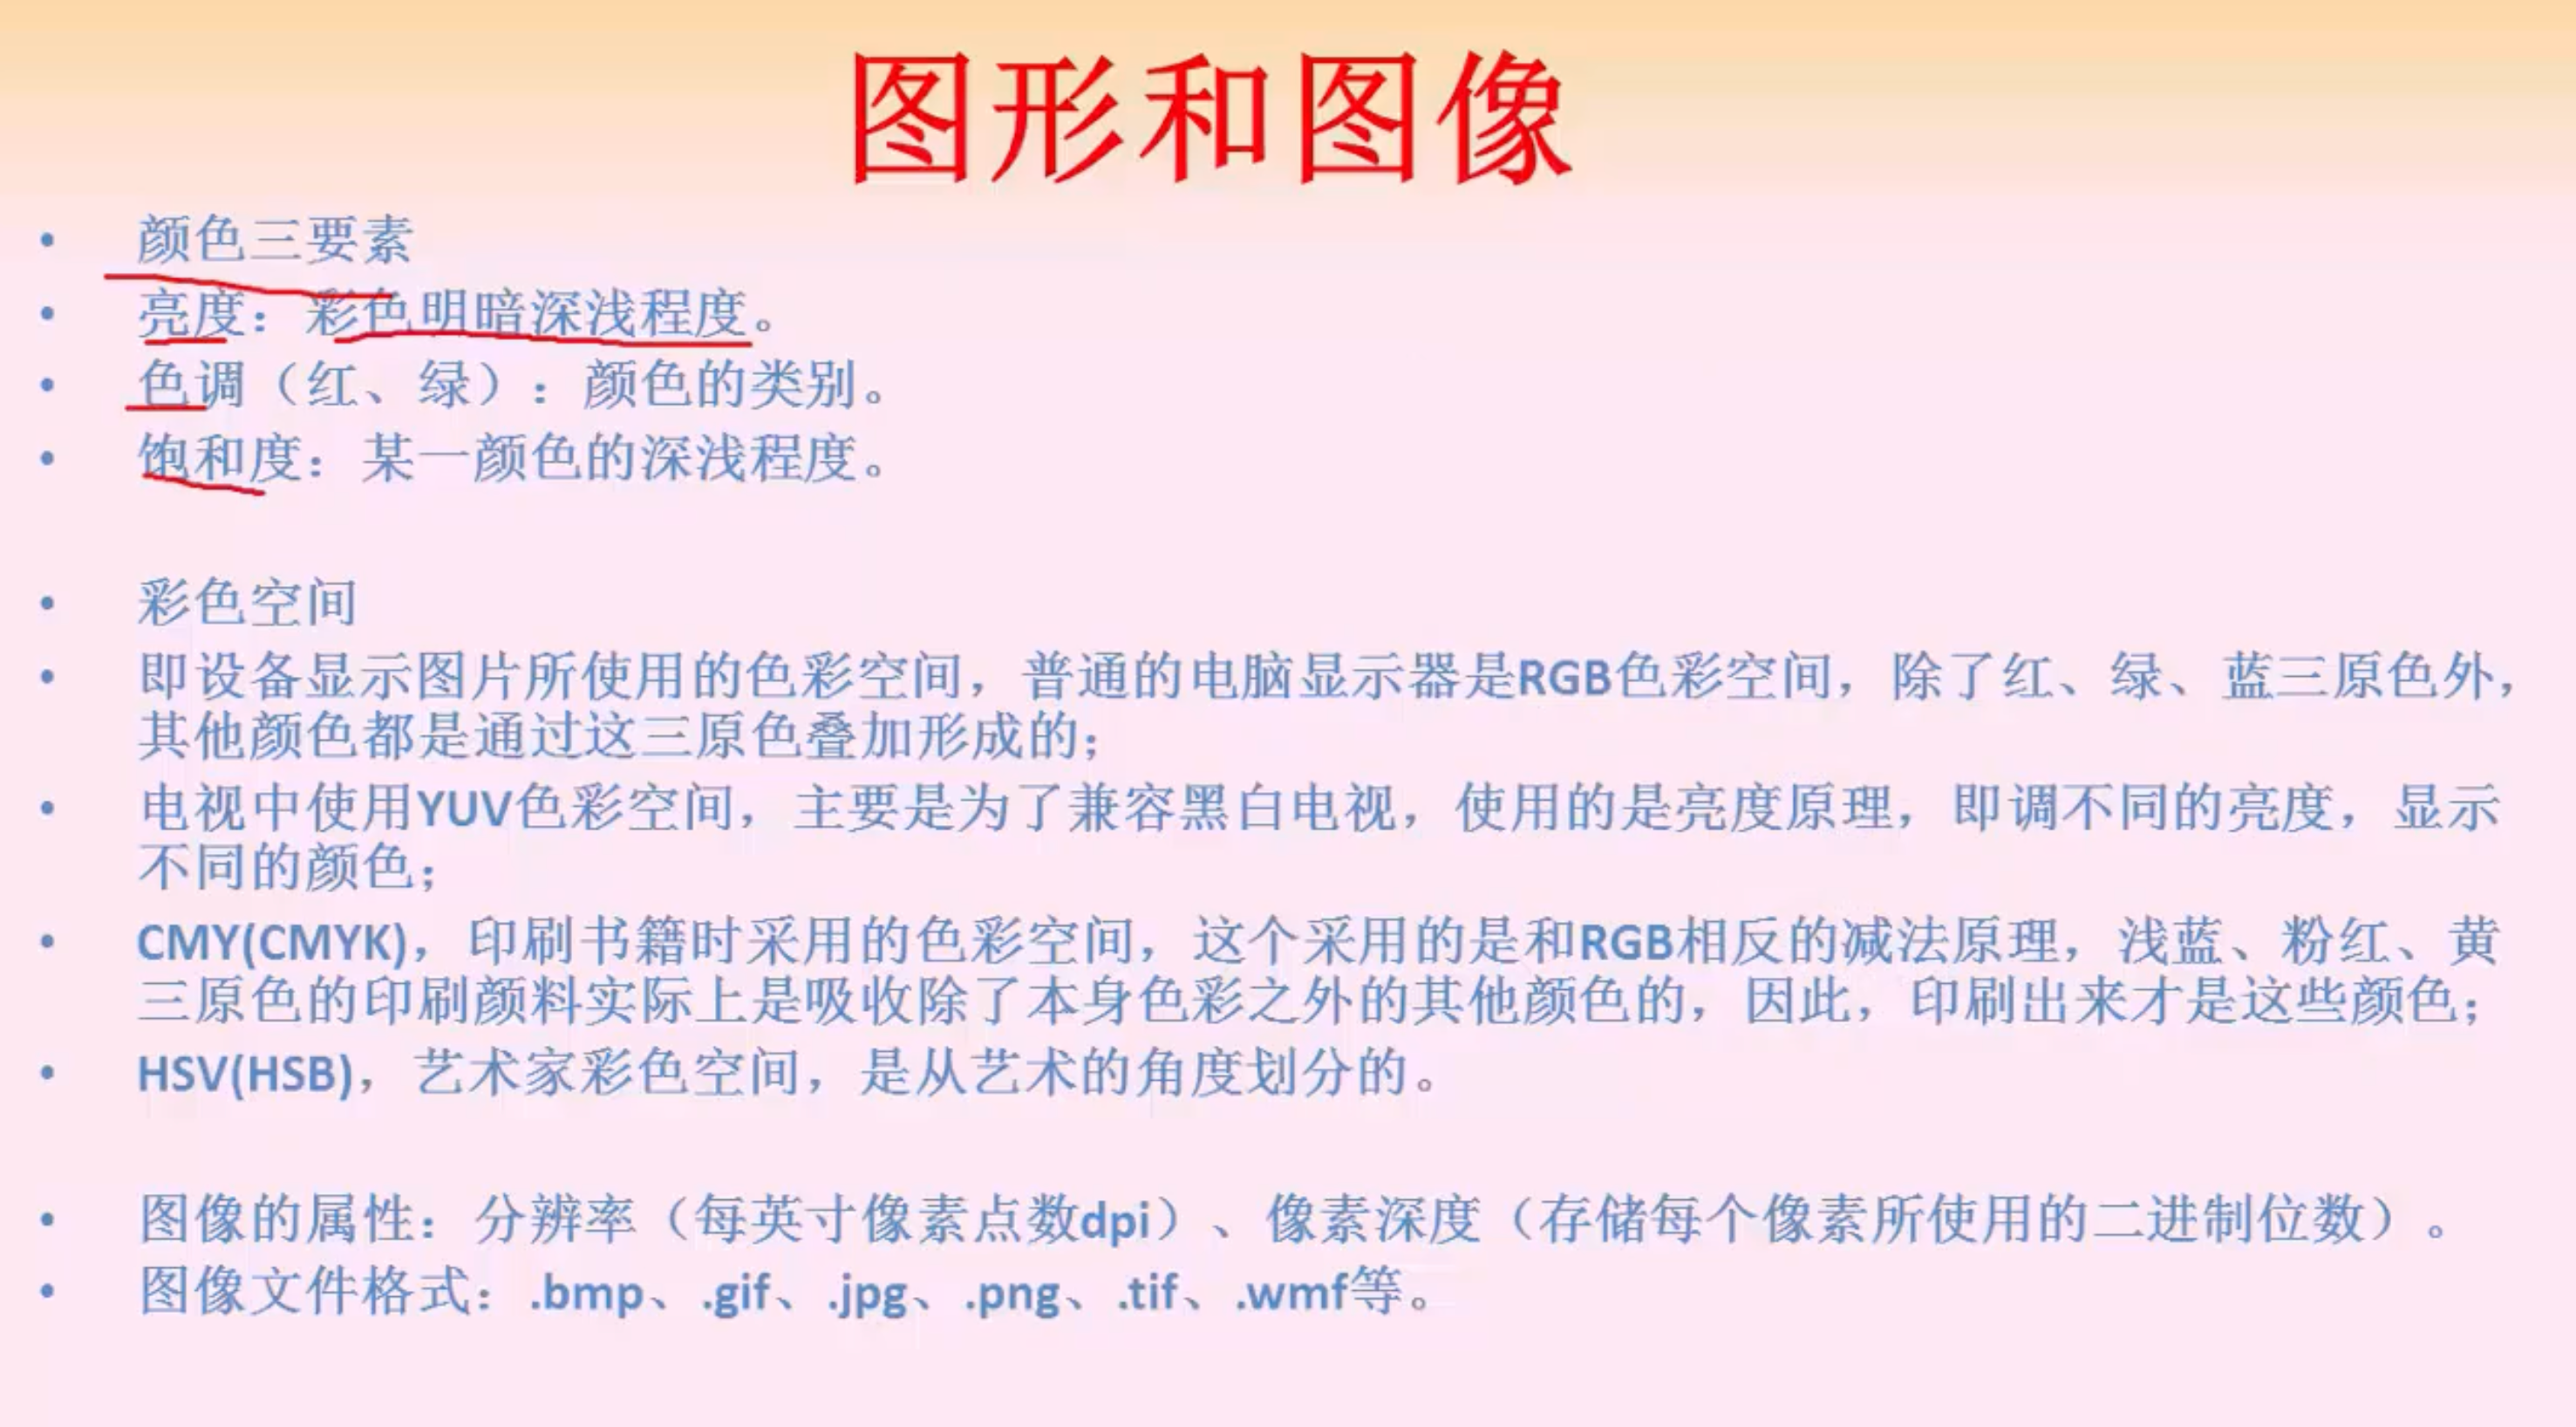 图形和图像
• 颜色三要素
• 亮度：彩色明暗深浅程度。
• 色调（红、绿）：颜色的类别。
• 饱和度：某一颜色的深浅程度。
• 彩色空间
• 即设备显示图片所使用的色彩空间，普通的电脑显示器是RGB色彩空间，除了红、绿、蓝三原色外，
其他颜色都是通过这三原色叠加形成的；
• 电视中使用YUV色彩空间，主要是为了兼容黑白电视，使用的是亮度原理，即调不同的亮度，显示
不同的颜色；
• CMY(CMYK)，印刷书籍时采用的色彩空间，这个采用的是和RGB相反的减法原理，浅蓝、粉红、黄
三原色的印刷颜料实际上是吸收除了本身色彩之外的其他颜色的，因此，印刷出来才是这些颜色；
• HSV(HSB)，艺术家彩色空间，是从艺术的角度划分的。
• 图像的属性：分辨率（每英寸像素点数dpi）、像素深度（存储每个像素所使用的二进制位数）。
• 图像文件格式：.bmp、.gif、.jpg、.png、.tif、.wmf等。